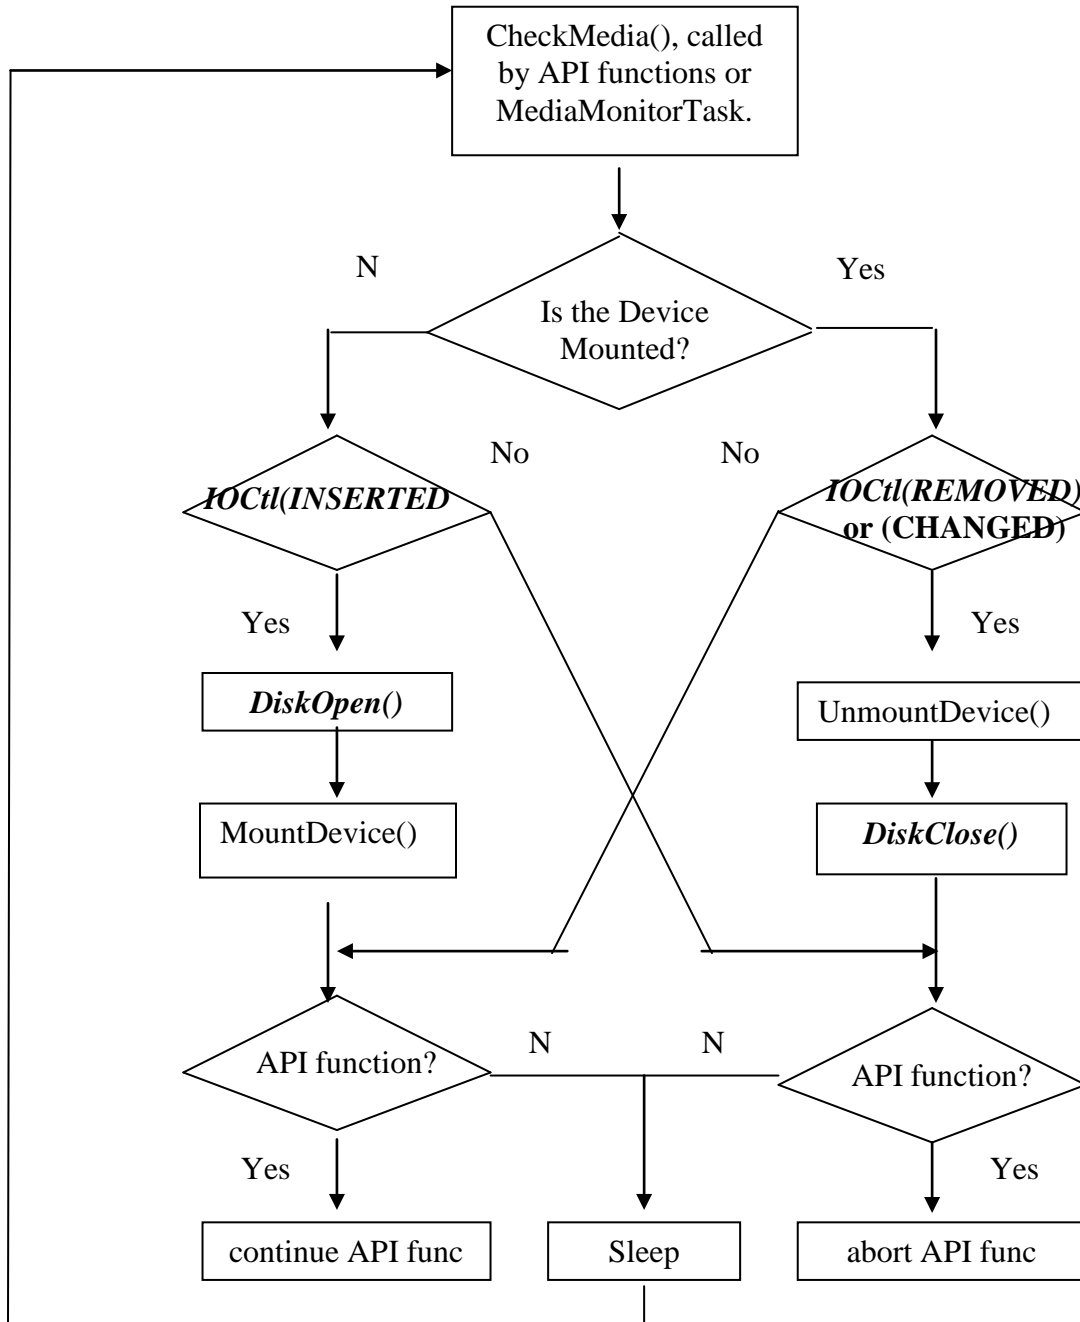 CheckMedia(), called
by API functions or
MediaMonitorTask.
N
Yes
Is the Device
Mounted?
No
No
IOCtl(INSERTED
IOCtl(REMOVED)
or (CHANGED)
Yes
Yes
DiskOpen()
UnmountDevice()
MountDevice()
DiskClose()
N
N
API function?
API function?
Yes
Yes
continue API func
Sleep
abort API func